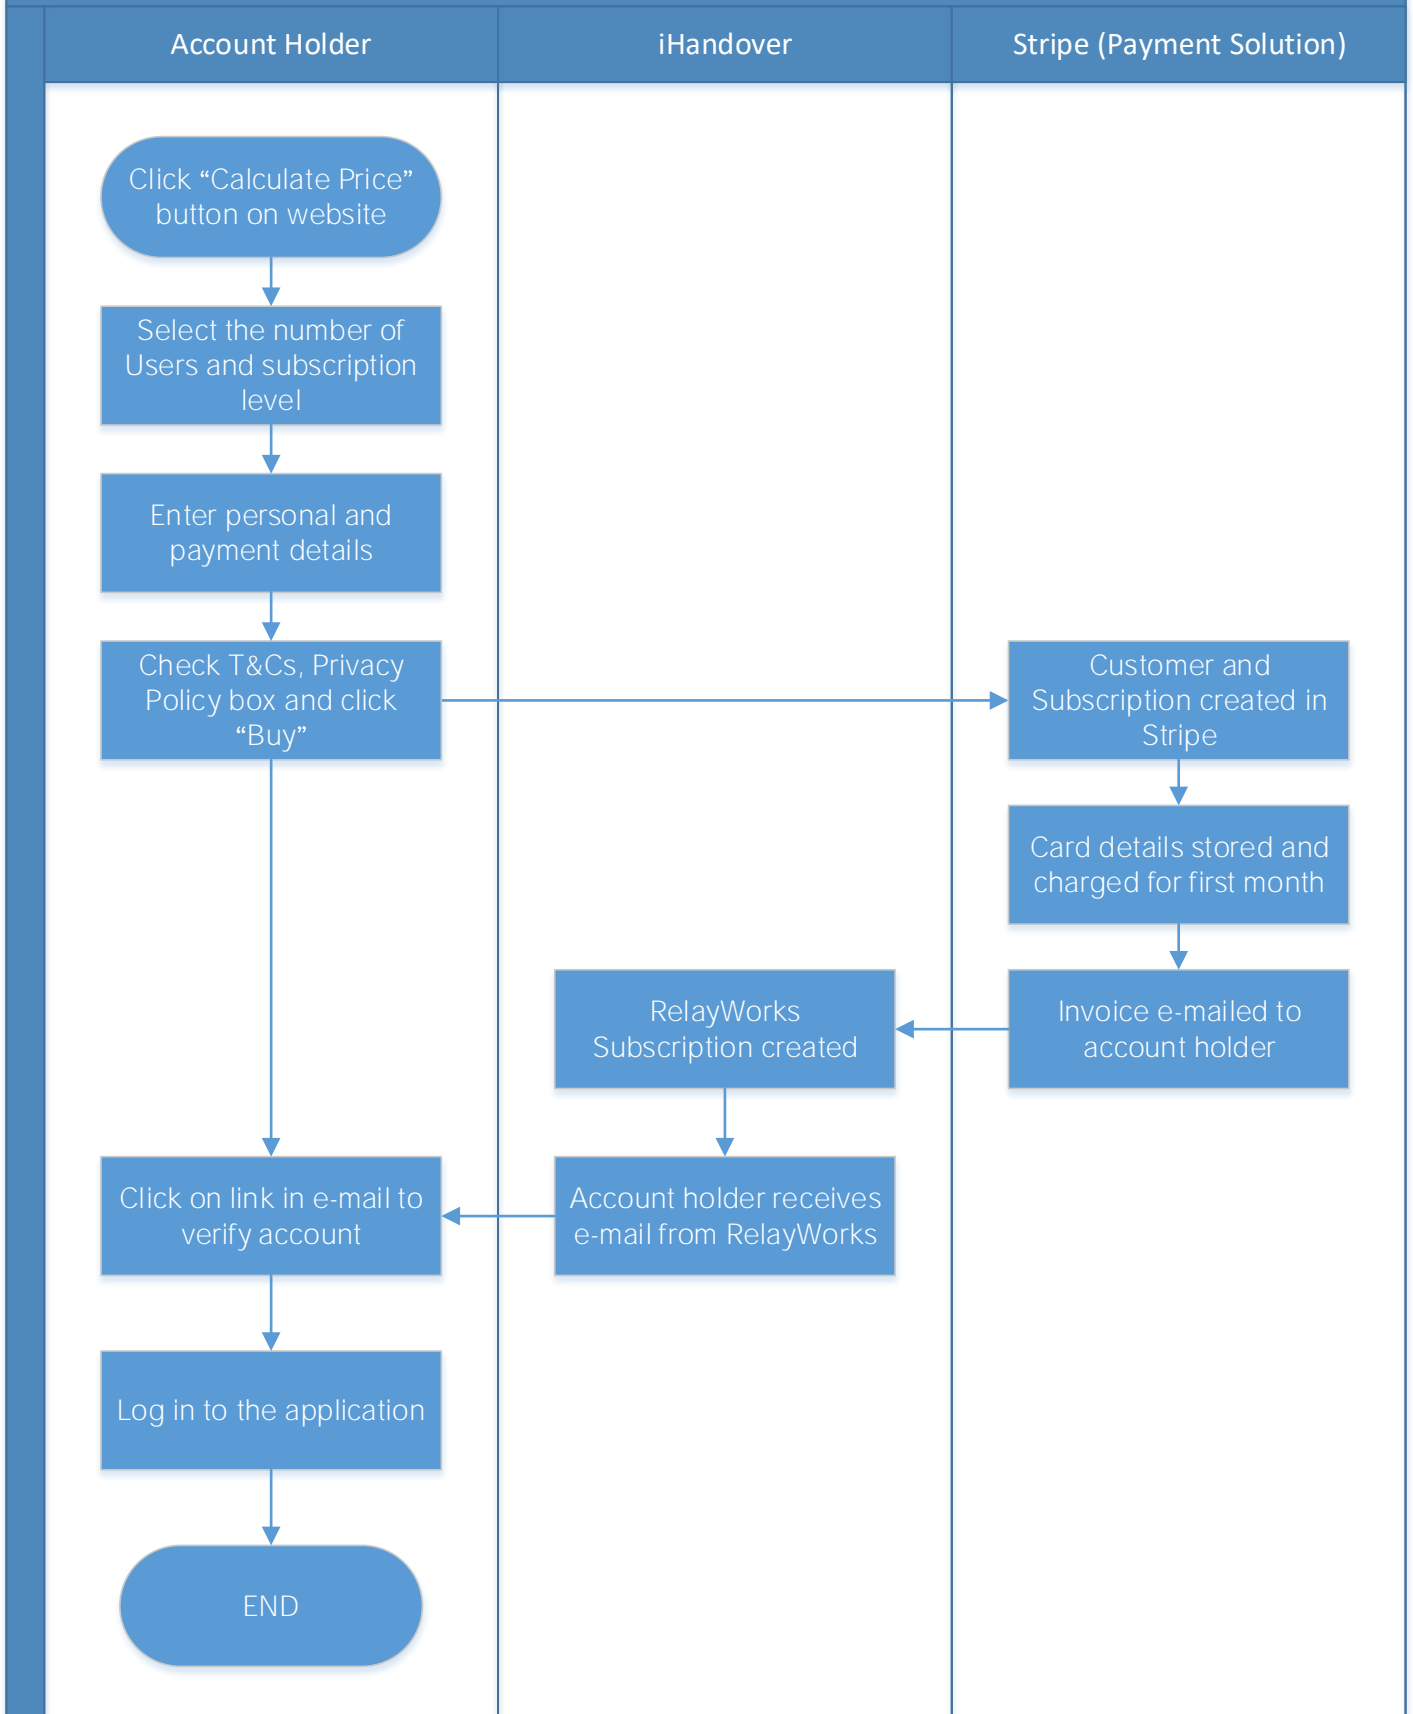 Account Holder
iHandover
Stripe (Payment Solution)
Click “Calculate Price”
button on website
Select the number of
Users and subscription
level
Enter personal and
payment details
Check T&Cs, Privacy
Policy box and click
“Buy”
Customer and
Subscription created in
Stripe
Card details stored and
charged for first month
Invoice e-mailed to
account holder
RelayWorks
Subscription created
Account holder receives
e-mail from RelayWorks
Click on link in e-mail to
verify account
Log in to the application
END